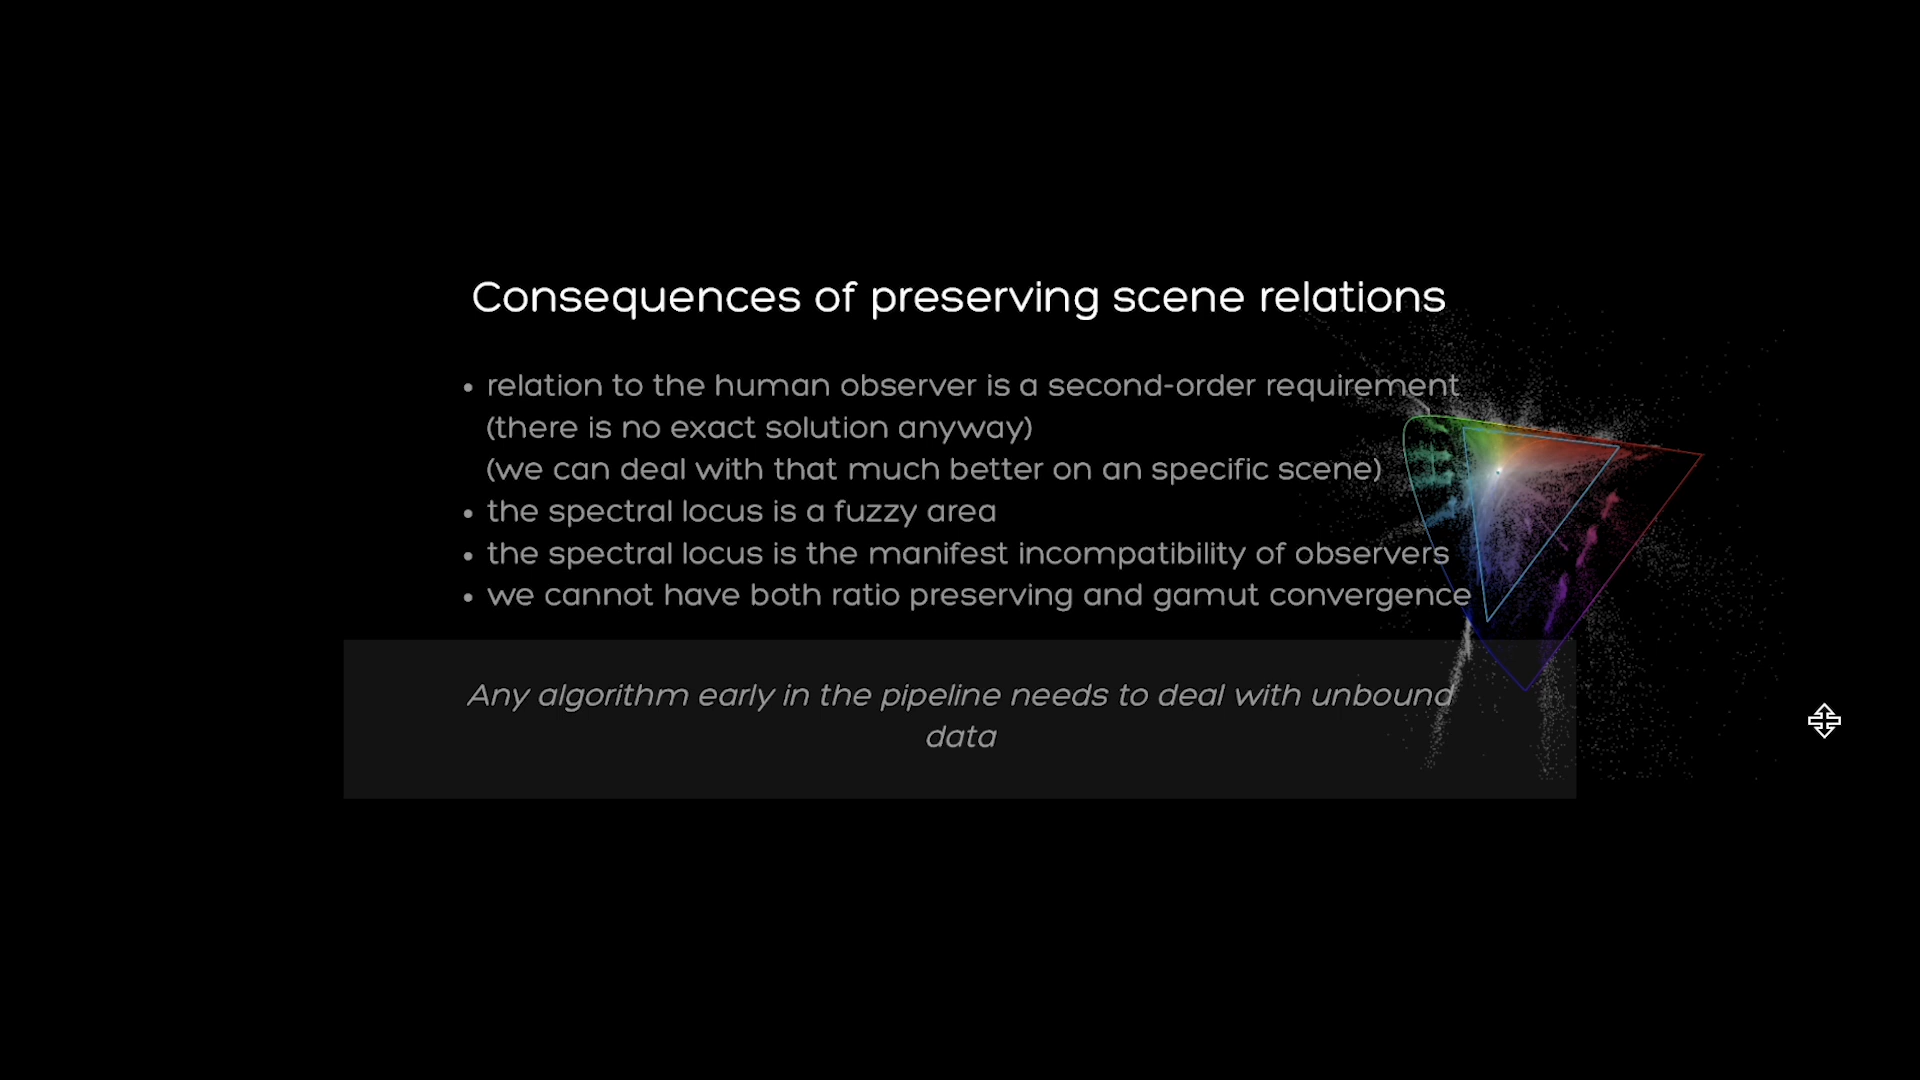 Consequences of preserving scene relations
• relation to the human observer is a second-order requirement
(there is no exact solution anyway)
(we can deal with that much better on an specific scene)
• the spectral locus is a fuzzy area
• the spectral locus is the manifest incompatibility of observers
• we cannot have both ratio preserving and gamut convergence
Any algorithm early in the pipeline needs to deal with unbound
data